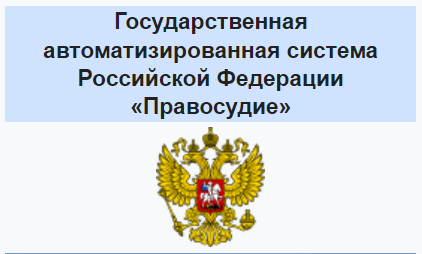 Государственная
автоматизированная система
Российской Федерации
«Правосудие»